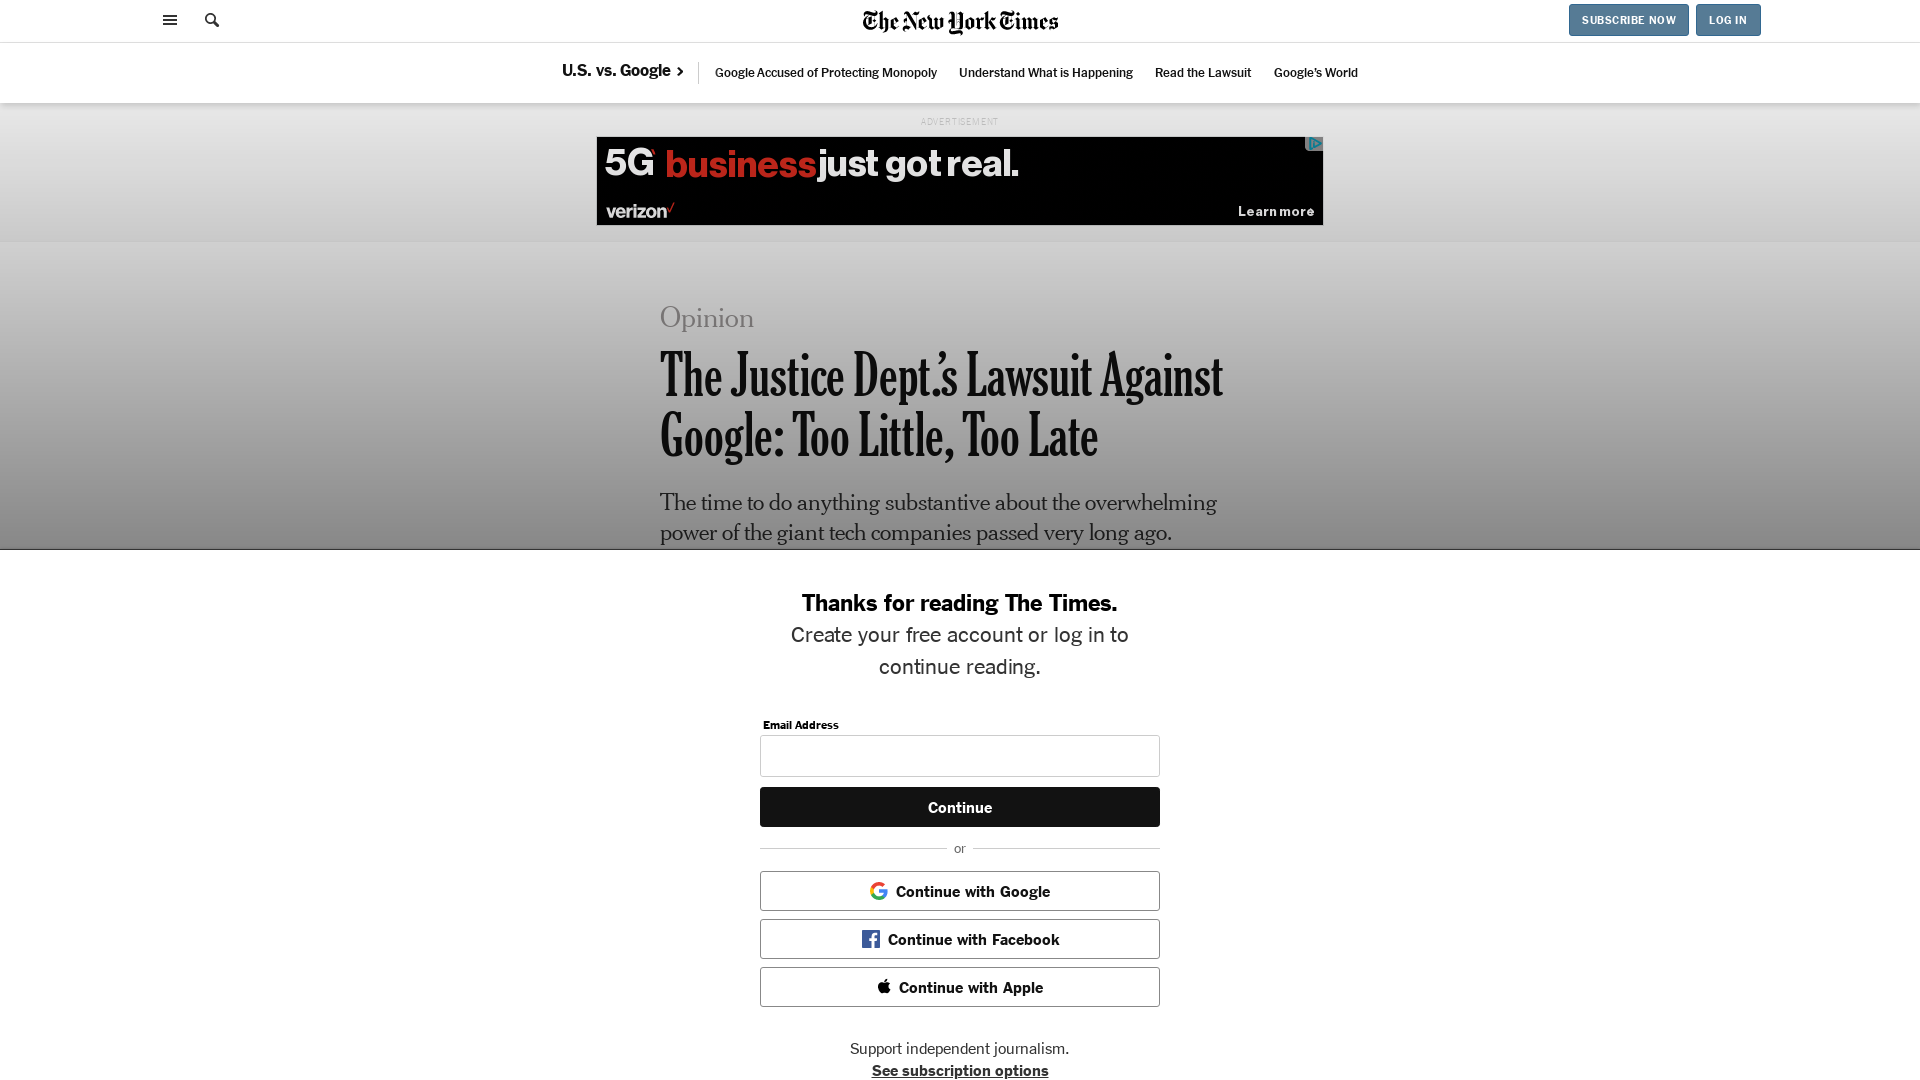 The New York Times
SUBSCRIBE NOW
LOG IN
U.S. vs. Google
Google Accused of Protecting Monopoly
Understand What is Happening
Read the Lawsuit
Google's World
ADVERTISEMENT
5G business just got real.
verizon
Learn more
Opinion
The Justice Dept.'s Lawsuit Against
Google: Too Little, Too Late
The time to do anything substantive about the overwhelming
power of the giant tech companies passed very long ago.
Thanks for reading The Times.
Create your free account or log in to
continue reading.
Email Address
Continue
or
Continue with Google
Continue with Facebook
Continue with Apple
Support independent journalism.
See subscription options